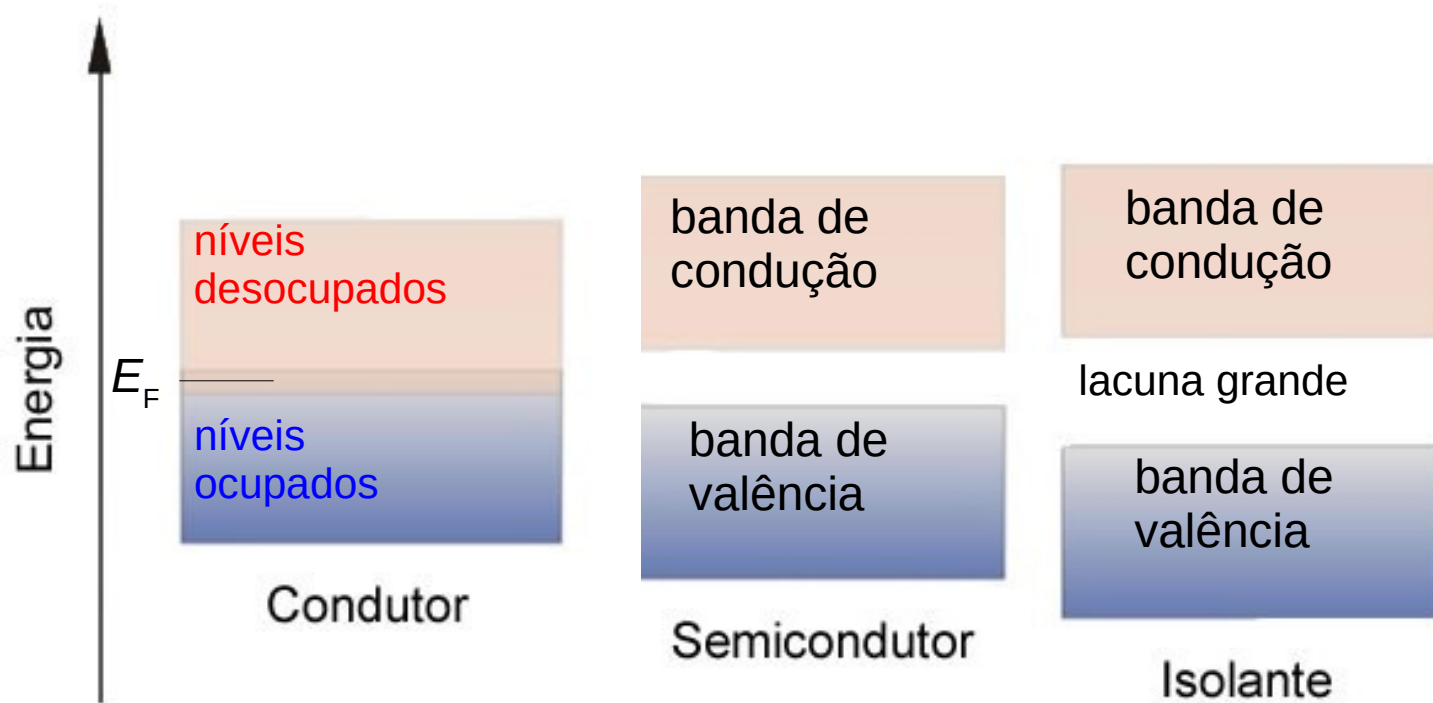 Energia
E_F
níveis
desocupados
níveis
ocupados
Condutor
banda de
condução
banda de
valência
Semicondutor
banda de
condução
lacuna grande
banda de
valência
Isolante